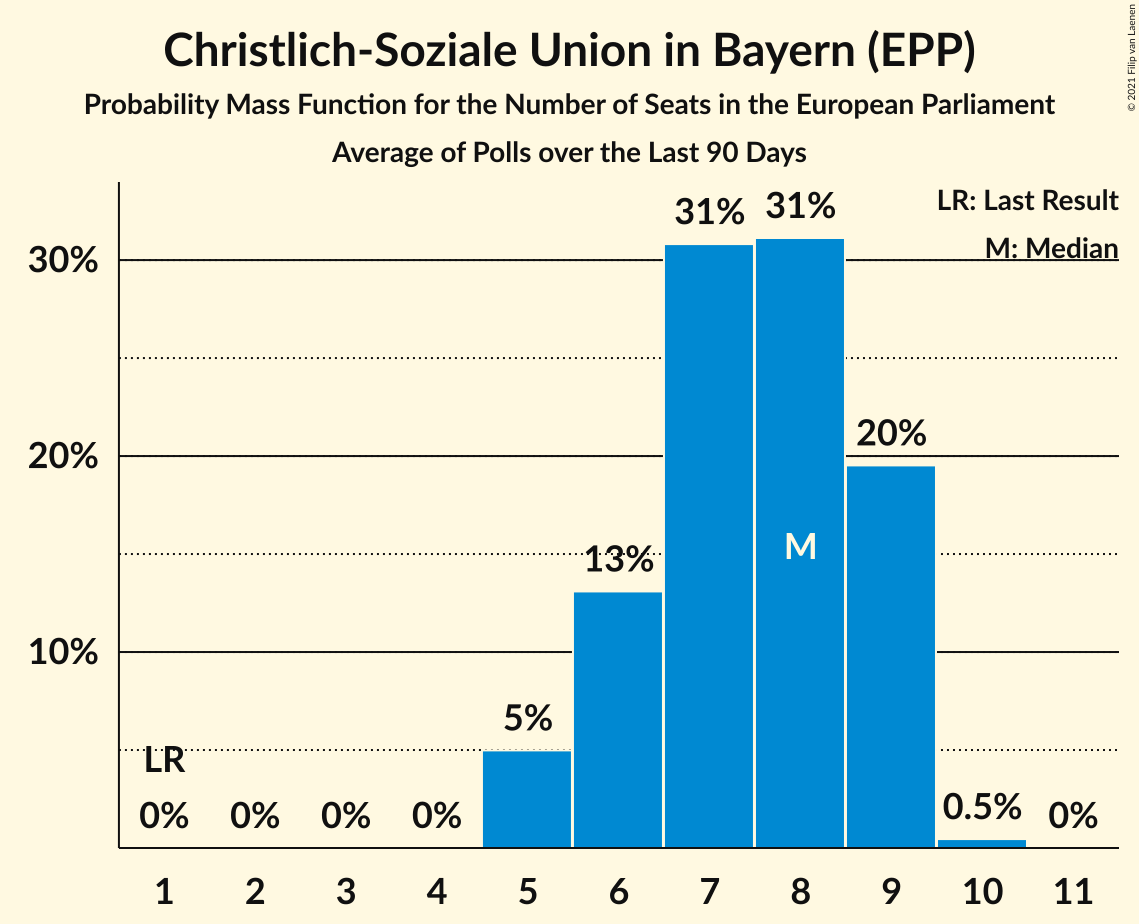 Christlich-Soziale Union in Bayern (EPP)
Probability Mass Function for the Number of Seats in the European Parliament
Average of Polls over the Last 90 Days
© 2021 Filip van Laenen
LR: Last Result
M: Median
30%
20%
10%
LR
0%
0%
0%
0%
5%
13%
31%
31%
M
20%
0.5%
0%
1 2 3 4 5 6 7 8 9 10 11